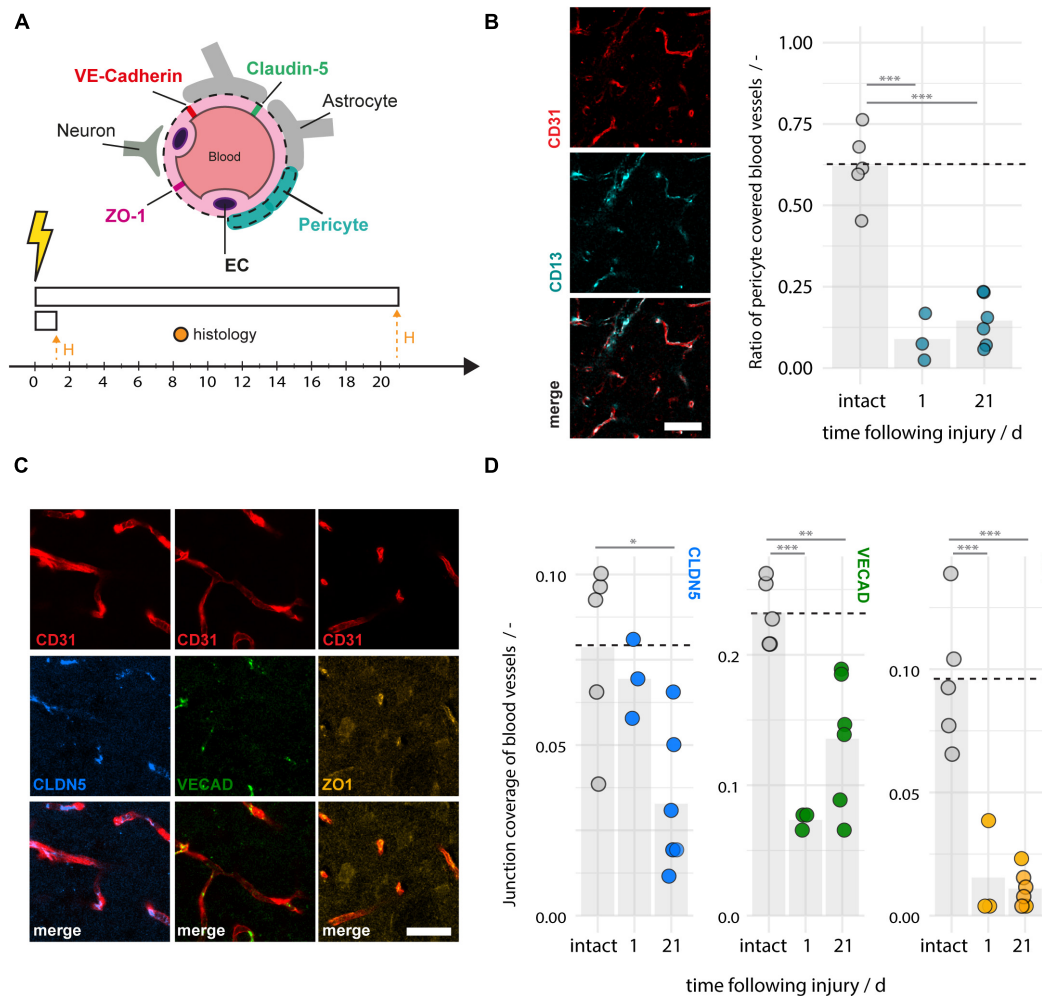 A
VE-Cadherin
Claudin-5
Astrocyte
Neuron
Blood
ZO-1
Pericyte
EC
H
histology
H
0 2 4 6 8 10 12 14 16 18 20
B
CD31
CD13
merge
Ratio of pericyte covered blood vessels / -
1.00
0.75
0.50
0.25
0.00
***
***
intact 1 21
time following injury / d
C
CD31 CD31 CD31
CLDN5 VECAD ZO1
merge merge merge
D
Junction coverage of blood vessels / -
0.10
0.05
0.00
*
CLDN5
intact 1 21
0.2
0.1
0.0
**
***
VECAD
intact 1 21
0.10
0.05
0.00
***
***
intact 1 21
time following injury / d